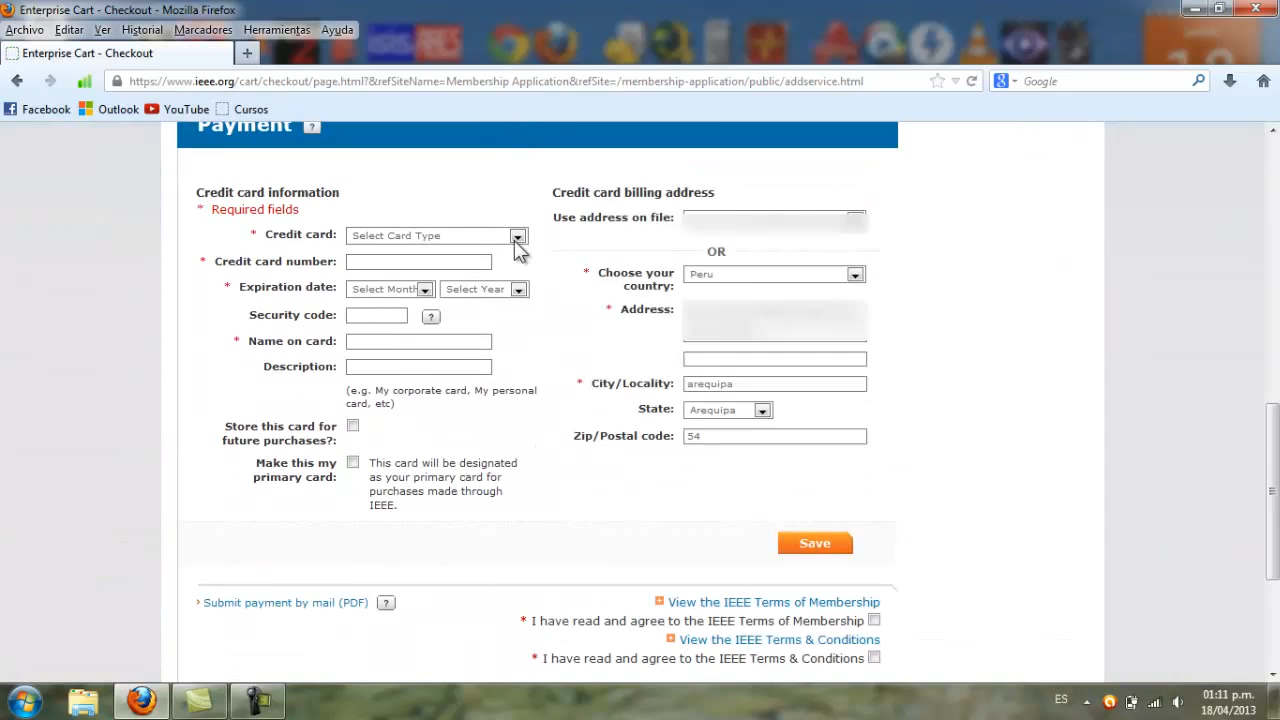 Enterprise Cart - Checkout - Mozilla Firefox
Archivo Editar Ver Historial Marcadores Herramientas Ayuda
Enterprise Cart - Checkout
https://www.ieee.org/cart/checkout/page.html?&refSiteName=Membership Application&refSite=/membership-application/public/addservice.html
Google
Facebook Outlook YouTube Cursos
Payment ?
Credit card information
* Required fields
* Credit card: Select Card Type
* Credit card number:
* Expiration date: Select Month Select Year
Security code: ?
* Name on card:
Description:
(e.g. My corporate card, My personal
card, etc)
Store this card for
future purchases?:
Make this my
primary card:
This card will be designated
as your primary card for
purchases made through
IEEE.
Credit card billing address
Use address on file:
OR
* Choose your
country:
Peru
* Address:
* City/Locality: arequipa
State: Arequipa
Zip/Postal code: 54
Save
Submit payment by mail (PDF) ?
View the IEEE Terms of Membership
* I have read and agree to the IEEE Terms of Membership
View the IEEE Terms & Conditions
* I have read and agree to the IEEE Terms & Conditions
ES
01:11 p.m.
18/04/2013